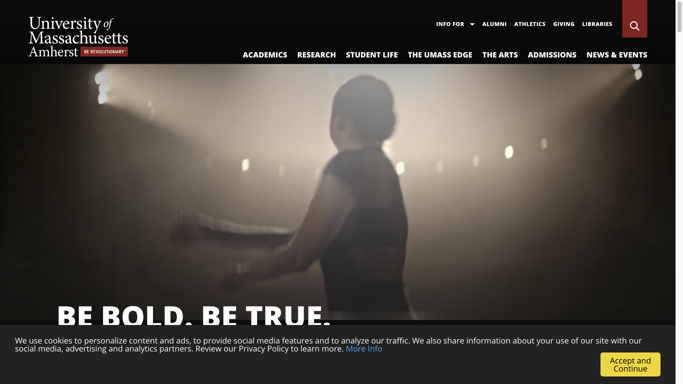 University of
Massachusetts
Amherst BE REVOLUTIONARY
INFO FOR
ALUMNI
ATHLETICS
GIVING
LIBRARIES
ACADEMICS
RESEARCH
STUDENT LIFE
THE UMASS EDGE
THE ARTS
ADMISSIONS
NEWS & EVENTS
BE BOLD. BE TRUE.
We use cookies to personalize content and ads, to provide social media features and to analyze our traffic. We also share information about your use of our site with our
social media, advertising and analytics partners. Review our Privacy Policy to learn more. More Info
Accept and
Continue